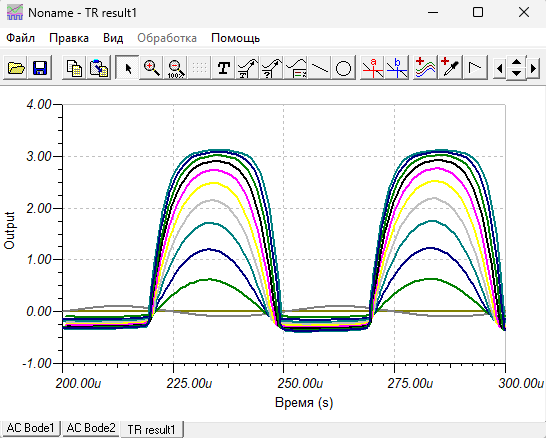 Noname - TR result1
Файл Правка Вид Обработка Помощь
T 100% ? a b
4.00
3.00
2.00
1.00
0.00
-1.00
Output
200.00u 225.00u 250.00u 275.00u 300.00u
Время (s)
AC Bode1 AC Bode2 TR result1